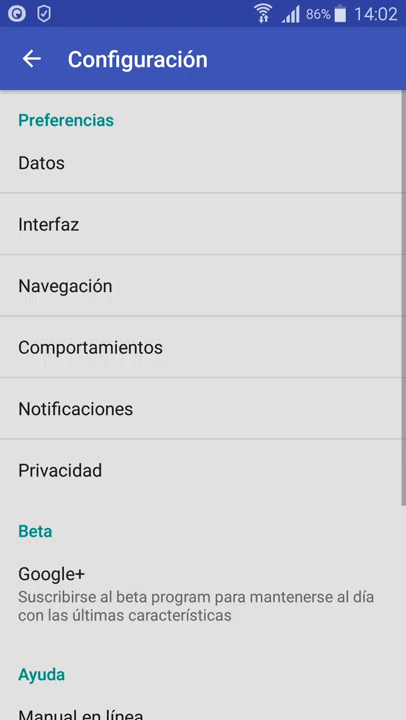 86% 14:02
Configuración
Preferencias
Datos
Interfaz
Navegación
Comportamientos
Notificaciones
Privacidad
Beta
Google+
Suscribirse al beta program para mantenerse al día
con las últimas características
Ayuda
Manual en línea